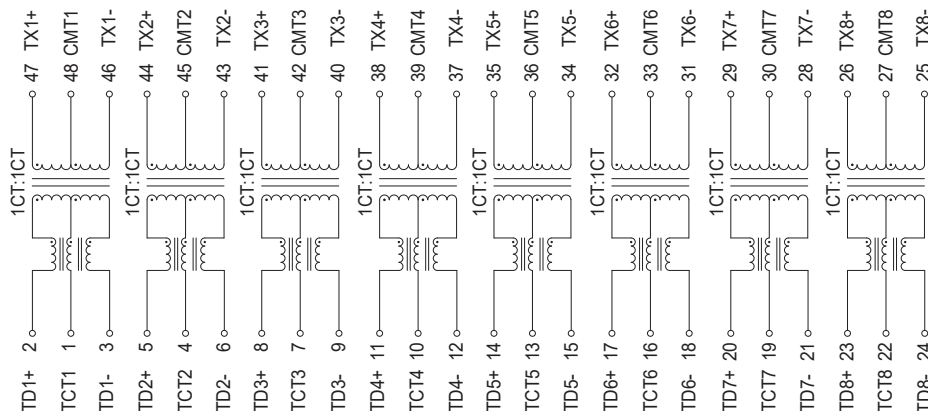 TX1+ CMT1 TX1- TX2+ CMT2 TX2- TX3+ CMT3 TX3- TX4+ CMT4 TX4- TX5+ CMT5 TX5- TX6+ CMT6 TX6- TX7+ CMT7 TX7- TX8+ CMT8 TX8-
47 48 46 44 45 43 41 42 40 38 39 37 35 36 34 32 33 31 29 30 28 26 27 25
1CT:1CT 1CT:1CT 1CT:1CT 1CT:1CT 1CT:1CT 1CT:1CT 1CT:1CT 1CT:1CT
2 1 3 5 4 6 8 7 9 11 10 12 14 13 15 17 16 18 20 19 21 23 22 24
TD1+ TCT1 TD1- TD2+ TCT2 TD2- TD3+ TCT3 TD3- TD4+ TCT4 TD4- TD5+ TCT5 TD5- TD6+ TCT6 TD6- TD7+ TCT7 TD7- TD8+ TCT8 TD8-